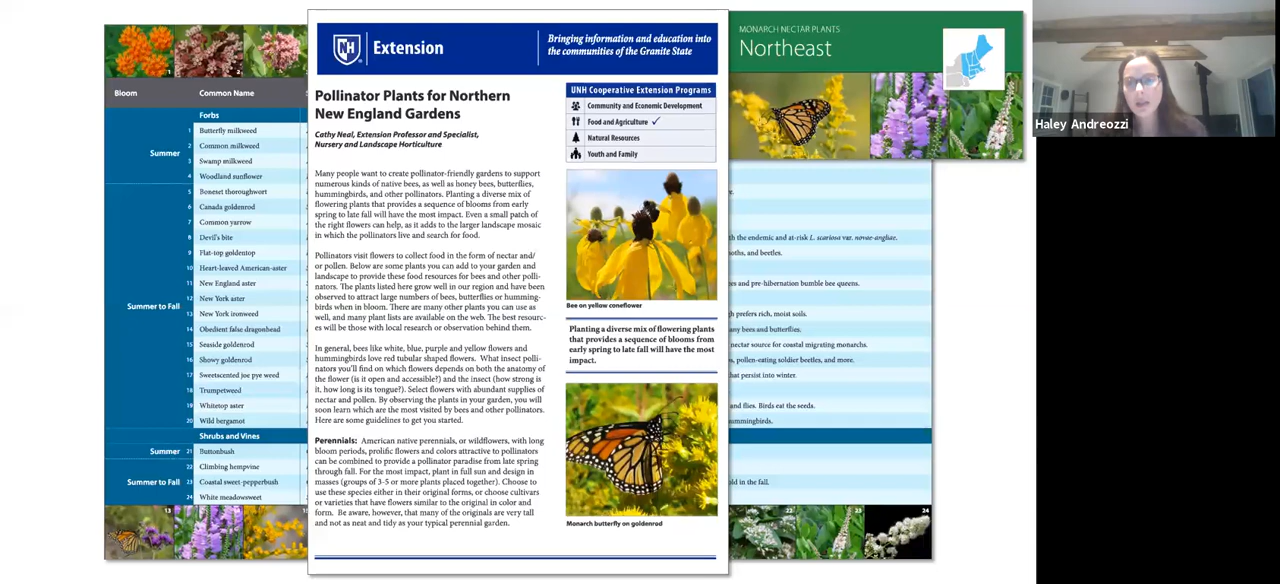 Bloom
Common Name
Forbs
1 Butterfly milkweed
2 Common milkweed
Summer
3 Swamp milkweed
4 Woodland sunflower
5 Boneset thoroughwort
6 Canada goldenrod
7 Common yarrow
8 Devil's bite
9 Flat-top goldentop
10 Heart-leaved American-aster
11 New England aster
12 New York aster
Summer to Fall
13 New York ironweed
14 Obedient false dragonhead
15 Seaside goldenrod
16 Showy goldenrod
17 Sweetscented joe pye weed
18 Trumpetweed
19 Whitetop aster
20 Wild bergamot
Shrubs and Vines
Summer 21 Buttonbush
22 Climbing hempvine
Summer to Fall 23 Coastal sweet-pepperbush
24 White meadowsweet
NH Extension
Bringing information and education into
the communities of the Granite State
Pollinator Plants for Northern
New England Gardens
Cathy Neal, Extension Professor and Specialist,
Nursery and Landscape Horticulture
Many people want to create pollinator-friendly gardens to support
numerous kinds of native bees, as well as honey bees, butterflies,
hummingbirds, and other pollinators. Planting a diverse mix of
flowering plants that provides a sequence of blooms from early
spring to late fall will have the most impact. Even a small patch of
the right flowers can help, as it adds to the larger landscape mosaic
in which the pollinators live and search for food.
Pollinators visit flowers to collect food in the form of nectar and/
or pollen. Below are some plants you can add to your garden and
landscape to provide these food resources for bees and other polli-
nators. The plants listed here grow well in our region and have been
observed to attract large numbers of bees, butterflies or humming-
birds when in bloom. There are many other plants you can use as
well, and many plant lists are available on the web. The best resourc-
es will be those with local research or observation behind them.
In general, bees like white, blue, purple and yellow flowers and
hummingbirds love red tubular shaped flowers. What insect polli-
nators you'll find on which flowers depends on both the anatomy of
the flower (is it open and accessible?) and the insect (how strong is
it, how long is its tongue?). Select flowers with abundant supplies of
nectar and pollen. By observing the plants in your garden, you will
soon learn which are the most visited by bees and other pollinators.
Here are some guidelines to get you started.
Perennials: American native perennials, or wildflowers, with long
bloom periods, prolific flowers and colors attractive to pollinators
can be combined to provide a pollinator paradise from late spring
through fall. For the most impact, plant in full sun and design in
masses (groups of 3-5 or more plants placed together). Choose to
use these species either in their original forms, or choose cultivars
or varieties that have flowers similar to the original in color and
form. Be aware, however, that many of the originals are very tall
and not as neat and tidy as your typical perennial garden.
UNH Cooperative Extension Programs
Community and Economic Development
Food and Agriculture ✓
Natural Resources
Youth and Family
Bee on yellow coneflower
Planting a diverse mix of flowering plants
that provides a sequence of blooms from
early spring to late fall will have the most
impact.
Monarch butterfly on goldenrod
MONARCH NECTAR PLANTS
Northeast
th the endemic and at-risk L. scariosa var. novae-angliae.
oths, and beetles.
es and pre-hibernation bumble bee queens.
gh prefers rich, moist soils.
any bees and butterflies.
nectar source for coastal migrating monarchs.
s, pollen-eating soldier beetles, and more.
that persist into winter.
and flies. Birds eat the seeds.
ummingbirds.
old in the fall.
Haley Andreozzi